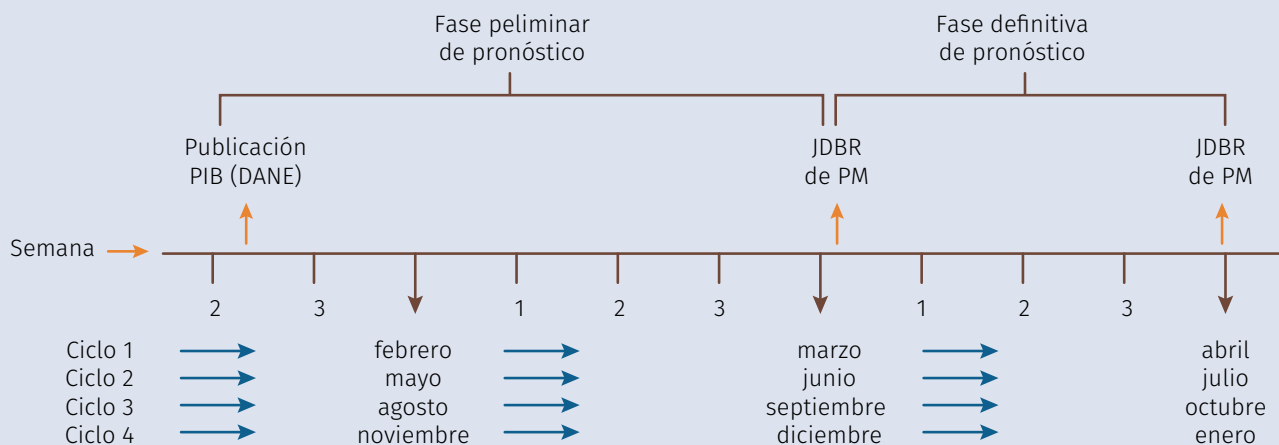 Fase peliminar
de pronóstico
Fase definitiva
de pronóstico
Publicación
PIB (DANE)
JDBR
de PM
JDBR
de PM
Semana
2 3 1 2 3 1 2 3
Ciclo 1 febrero marzo abril
Ciclo 2 mayo junio julio
Ciclo 3 agosto septiembre octubre
Ciclo 4 noviembre diciembre enero